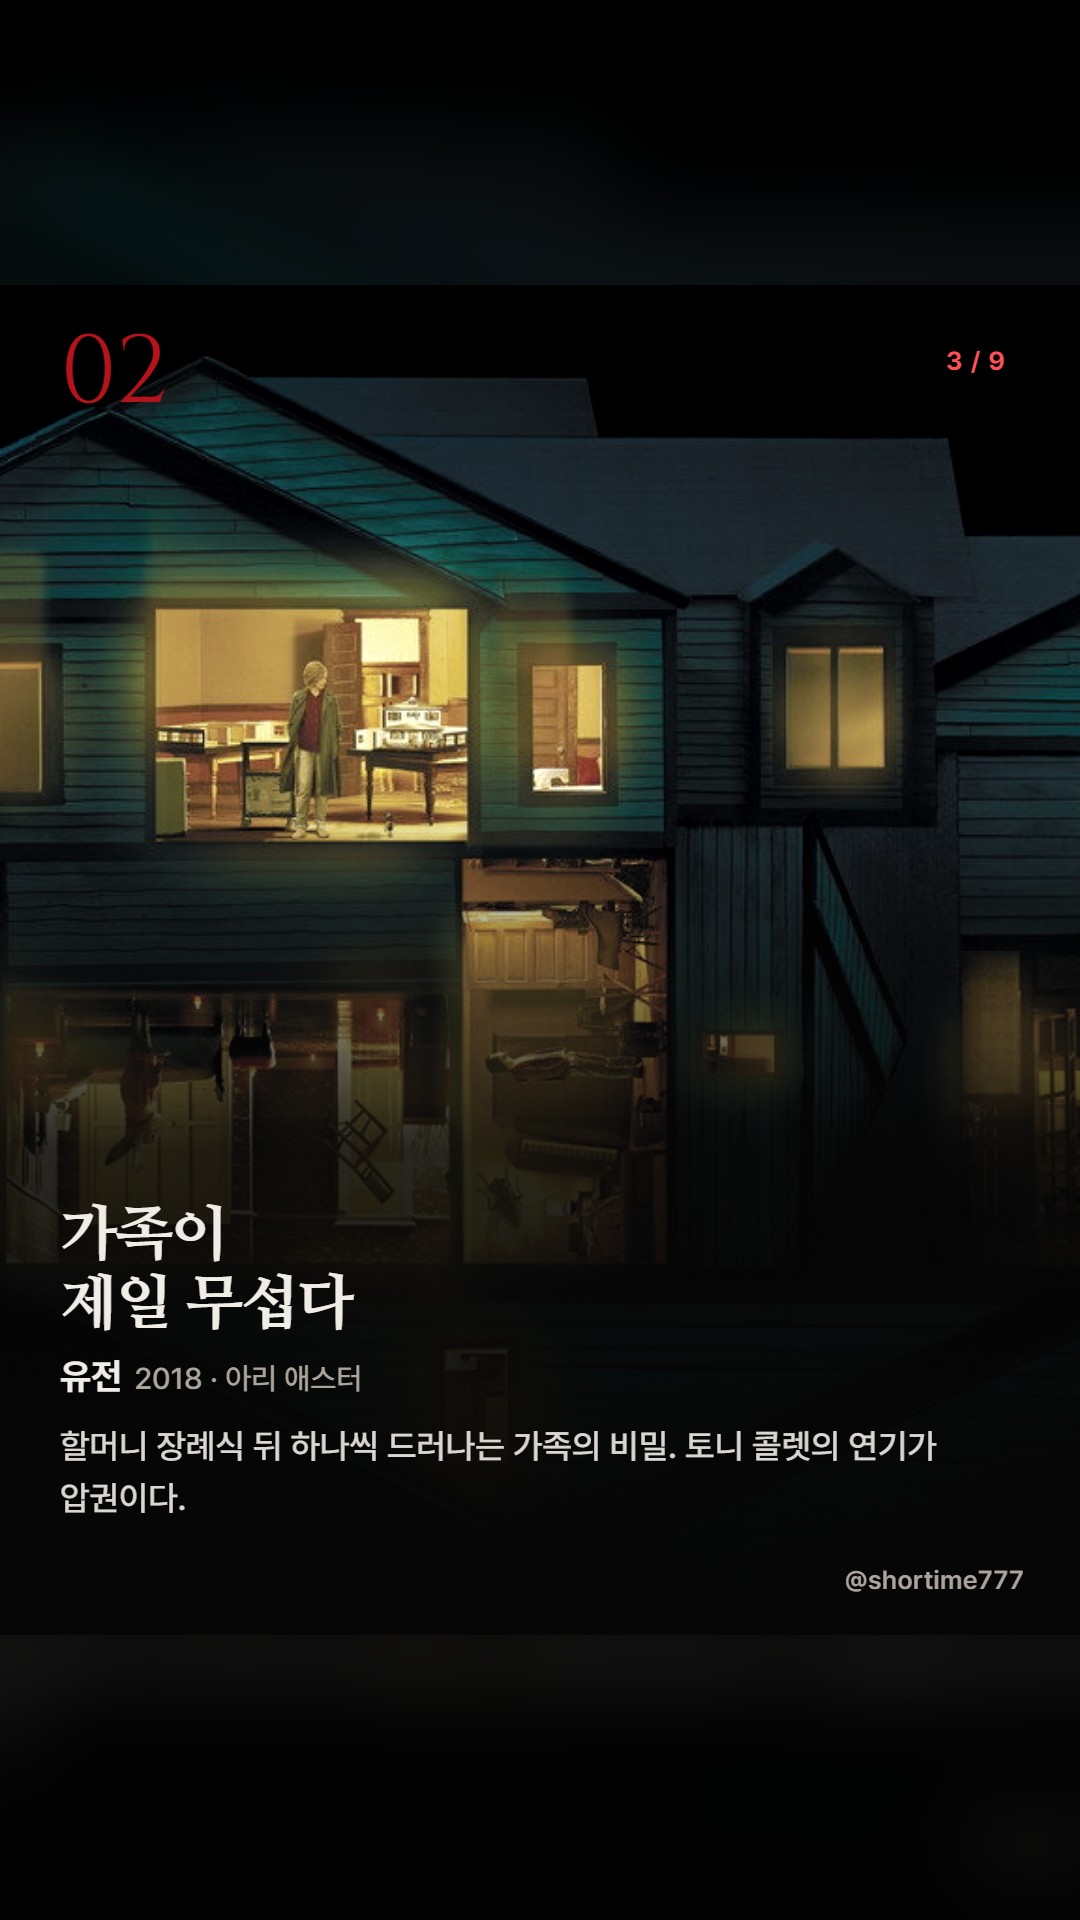 02
3 / 9
가족이
제일 무섭다
유전 2018 · 아리 애스터
할머니 장례식 뒤 하나씩 드러나는 가족의 비밀. 토니 콜렛의 연기가
압권이다.
@shortime777